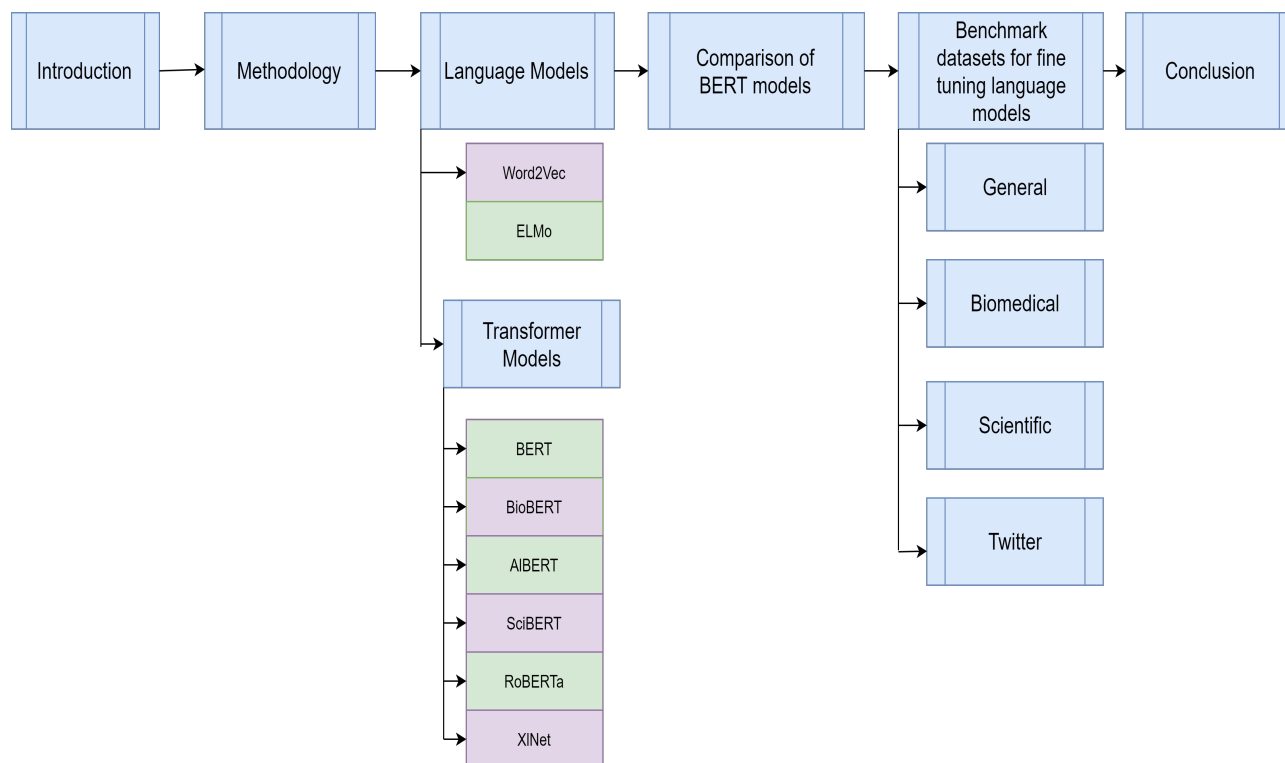 Introduction
Methodology
Language Models
Comparison of
BERT models
Benchmark
datasets for fine
tuning language
models
Conclusion
Word2Vec
ELMo
Transformer
Models
BERT
BioBERT
AlBERT
SciBERT
RoBERTa
XlNet
General
Biomedical
Scientific
Twitter